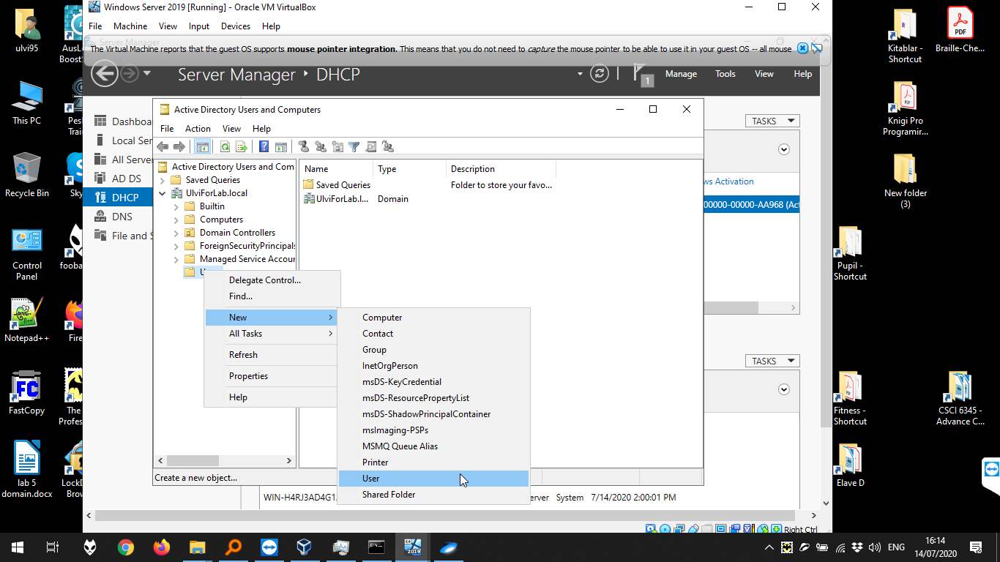 Windows Server 2019 [Running] - Oracle VM VirtualBox
File Machine View Input Devices Help
Server Manager
The Virtual Machine reports that the guest OS supports mouse pointer integration. This means that you do not need to capture the mouse pointer to be able to use it in your guest OS -- all mouse
Server Manager • DHCP
1
Manage Tools View Help
Dashboa
Local Ser
All Server
AD DS
DHCP
DNS
File and S
TASKS
ws Activation
00000-00000-AA968 (Act
TASKS
Active Directory Users and Computers
File Action View Help
Active Directory Users and Com
Saved Queries
UlviForLab.local
Builtin
Computers
Domain Controllers
ForeignSecurityPrincipals
Managed Service Accour
Name Type Description
Saved Queries Folder to store your favo...
UlviForLab.l... Domain
Delegate Control...
Find...
New
All Tasks
Refresh
Properties
Help
Computer
Contact
Group
InetOrgPerson
msDS-KeyCredential
msDS-ResourcePropertyList
msDS-ShadowPrincipalContainer
msImaging-PSPs
MSMQ Queue Alias
Printer
User
Shared Folder
Create a new object...
WIN-H4RJ3AD4G1 erver System 7/14/2020 2:00:01 PM
Right Ctrl
ulvi95
This PC
Recycle Bin
Control
Panel
Notepad++
FastCopy
lab 5
domain.docx
AusL
Boost
Pesl
Trai
Sky
fooba
Fire
The
Profes
LockD
Brow
Kitablar -
Shortcut
Braille-Che...
Knigi Pro
Programir...
New folder
(3)
Pupil -
Shortcut
Fitness -
Shortcut
CSCI 6345 -
Advance C...
Elave D
2019
ENG
16:14
14/07/2020